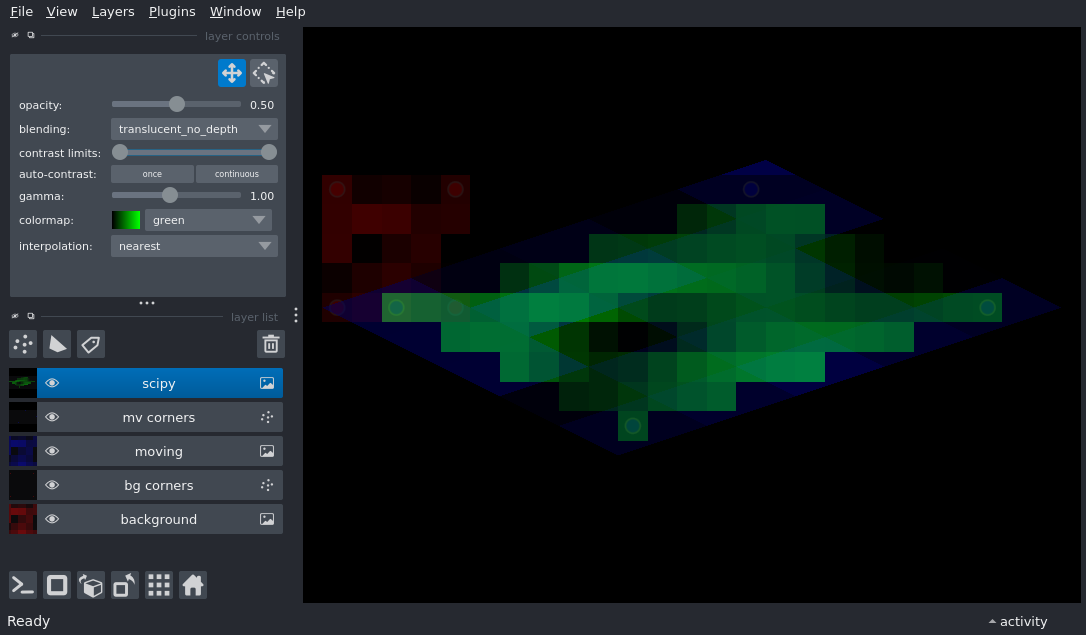 File View Layers Plugins Window Help
layer controls
opacity: 0.50
blending: translucent_no_depth
contrast limits:
auto-contrast: once continuous
gamma: 1.00
colormap: green
interpolation: nearest
layer list
scipy
mv corners
moving
bg corners
background
Ready
activity